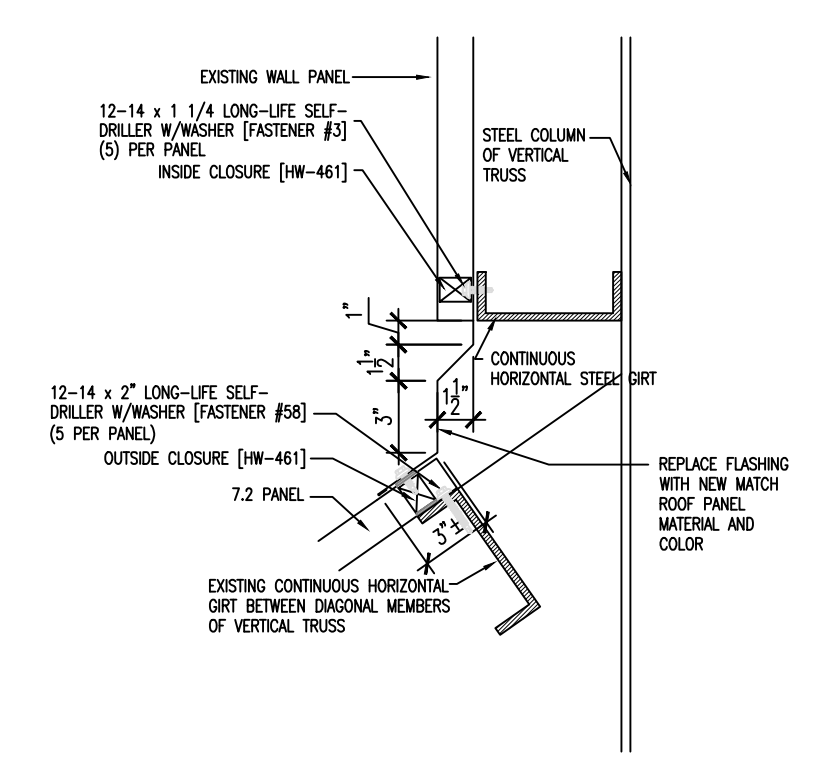 EXISTING WALL PANEL
12-14 x 1 1/4 LONG-LIFE SELF-
DRILLER W/WASHER [FASTENER #3]
(5) PER PANEL
INSIDE CLOSURE [HW-461]
STEEL COLUMN
OF VERTICAL
TRUSS
1"
1 1/2"
3"
1 1/2"
CONTINUOUS
HORIZONTAL STEEL GIRT
12-14 x 2" LONG-LIFE SELF-
DRILLER W/WASHER [FASTENER #58]
(5 PER PANEL)
OUTSIDE CLOSURE [HW-461]
7.2 PANEL
REPLACE FLASHING
WITH NEW MATCH
ROOF PANEL
MATERIAL AND
COLOR
3"±
EXISTING CONTINUOUS HORIZONTAL
GIRT BETWEEN DIAGONAL MEMBERS
OF VERTICAL TRUSS